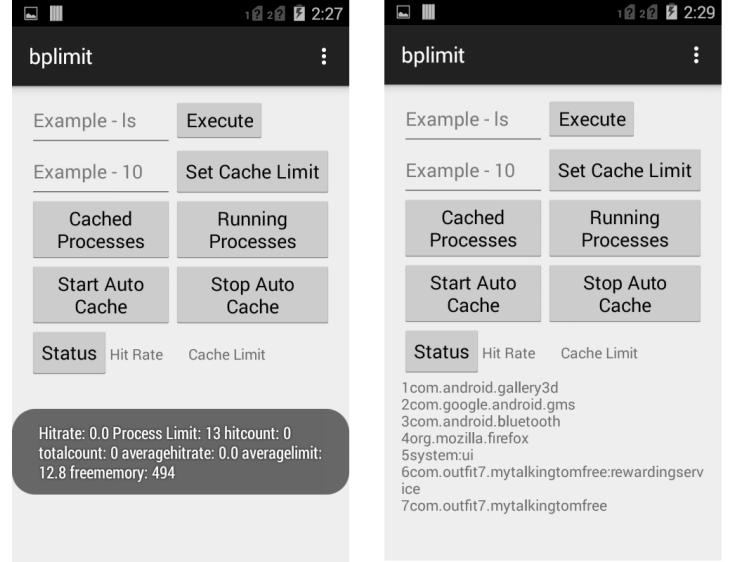 1 ? 2 ? 2:27
bplimit
Example - ls
Execute
Example - 10
Set Cache Limit
Cached
Processes
Running
Processes
Start Auto
Cache
Stop Auto
Cache
Status
Hit Rate
Cache Limit
Hitrate: 0.0 Process Limit: 13 hitcount: 0
totalcount: 0 averagehitrate: 0.0 averagelimit:
12.8 freememory: 494
1 ? 2 ? 2:29
bplimit
Example - ls
Execute
Example - 10
Set Cache Limit
Cached
Processes
Running
Processes
Start Auto
Cache
Stop Auto
Cache
Status
Hit Rate
Cache Limit
1com.android.gallery3d
2com.google.android.gms
3com.android.bluetooth
4org.mozilla.firefox
5system:ui
6com.outfit7.mytalkingtomfree:rewardingserv
ice
7com.outfit7.mytalkingtomfree